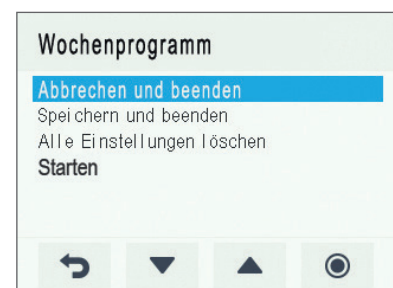 Wochenprogramm
Abbrechen und beenden
Speichern und beenden
Alle Einstellungen löschen
Starten